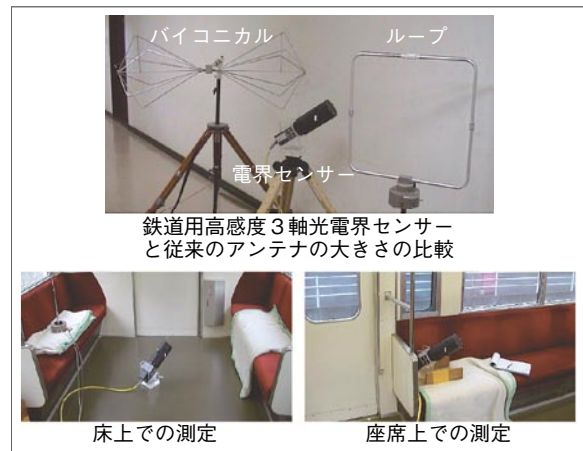 バイコニカル
ループ
電界センサー
鉄道用高感度3軸光電界センサー
と従来のアンテナの大きさの比較
床上での測定
座席上での測定